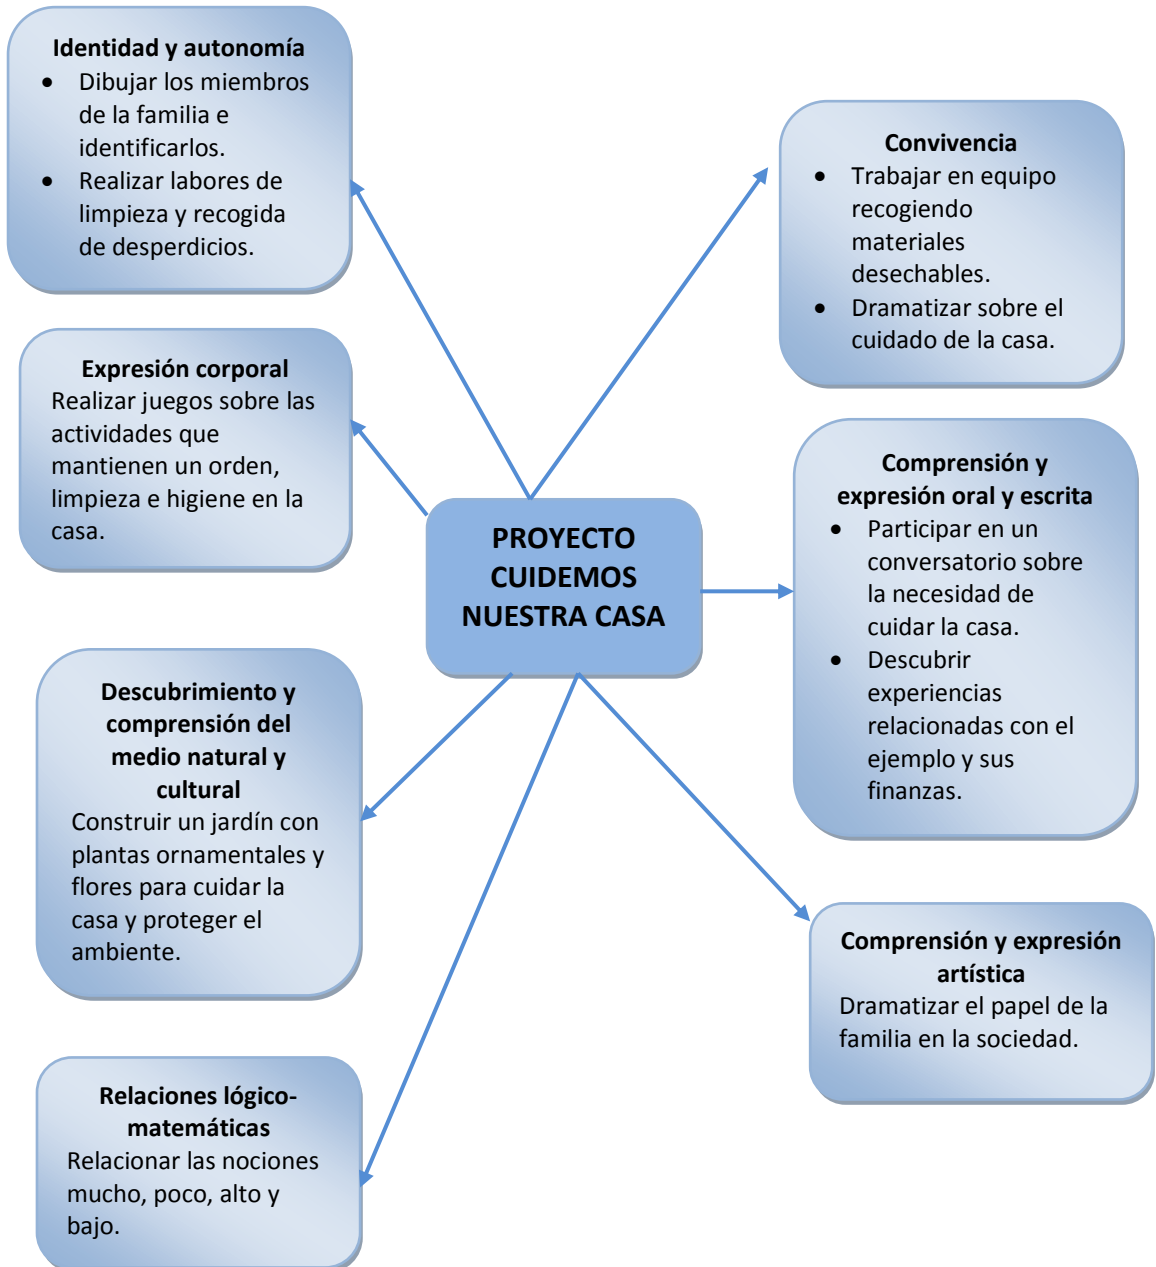 Identidad y autonomía
• Dibujar los miembros
de la familia e
identificarlos.
• Realizar labores de
limpieza y recogida
de desperdicios.
Convivencia
• Trabajar en equipo
recogiendo
materiales
desechables.
• Dramatizar sobre el
cuidado de la casa.
Expresión corporal
Realizar juegos sobre las
actividades que
mantienen un orden,
limpieza e higiene en la
casa.
Comprensión y
expresión oral y escrita
• Participar en un
conversatorio sobre
la necesidad de
cuidar la casa.
• Descubrir
experiencias
relacionadas con el
ejemplo y sus
finanzas.
PROYECTO
CUIDEMOS
NUESTRA CASA
Descubrimiento y
comprensión del
medio natural y
cultural
Construir un jardín con
plantas ornamentales y
flores para cuidar la
casa y proteger el
ambiente.
Comprensión y expresión
artística
Dramatizar el papel de la
familia en la sociedad.
Relaciones lógico-
matemáticas
Relacionar las nociones
mucho, poco, alto y
bajo.